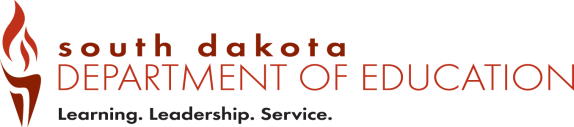 south dakota
DEPARTMENT OF EDUCATION
Learning. Leadership. Service.